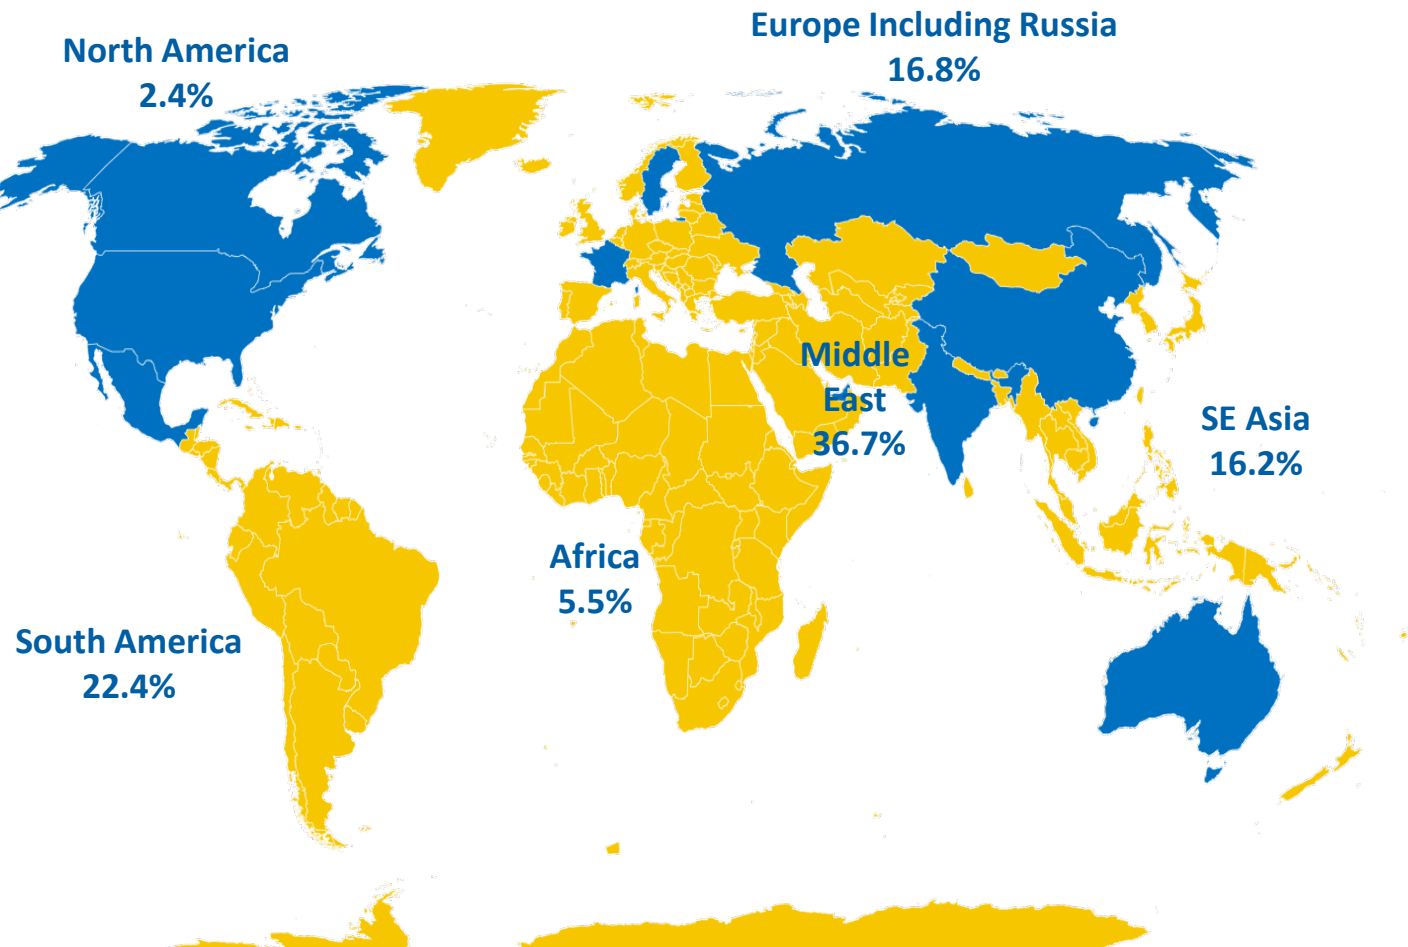 Europe Including Russia
16.8%
North America
2.4%
Middle
East
36.7%
SE Asia
16.2%
Africa
5.5%
South America
22.4%